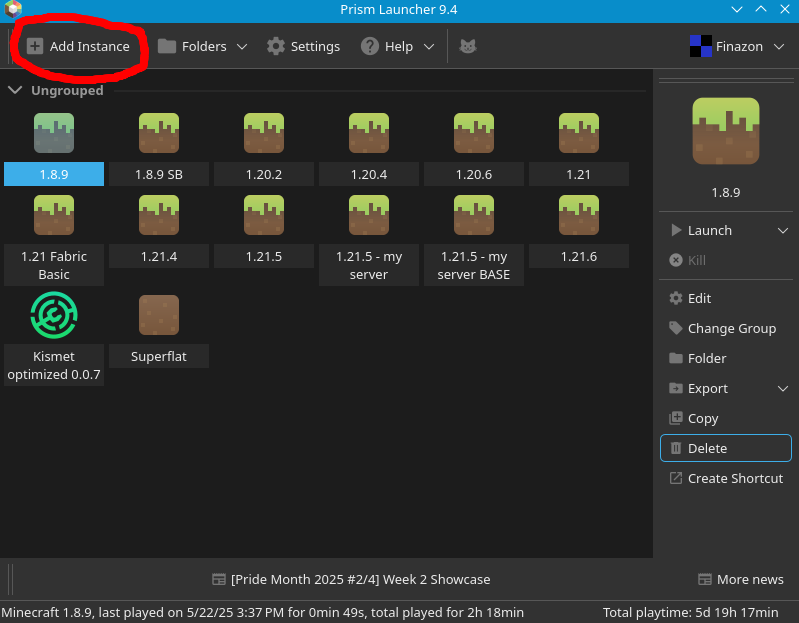 Prism Launcher 9.4
Add Instance Folders Settings Help Finazon
Ungrouped
1.8.9 1.8.9 SB 1.20.2 1.20.4 1.20.6 1.21
1.21 Fabric
Basic
1.21.4
1.21.5
1.21.5 - my
server
1.21.5 - my
server BASE
1.21.6
Kismet
optimized 0.0.7
Superflat
1.8.9
Launch
Kill
Edit
Change Group
Folder
Export
Copy
Delete
Create Shortcut
[Pride Month 2025 #2/4] Week 2 Showcase More news
Minecraft 1.8.9, last played on 5/22/25 3:37 PM for 0min 49s, total played for 2h 18min Total playtime: 5d 19h 17min